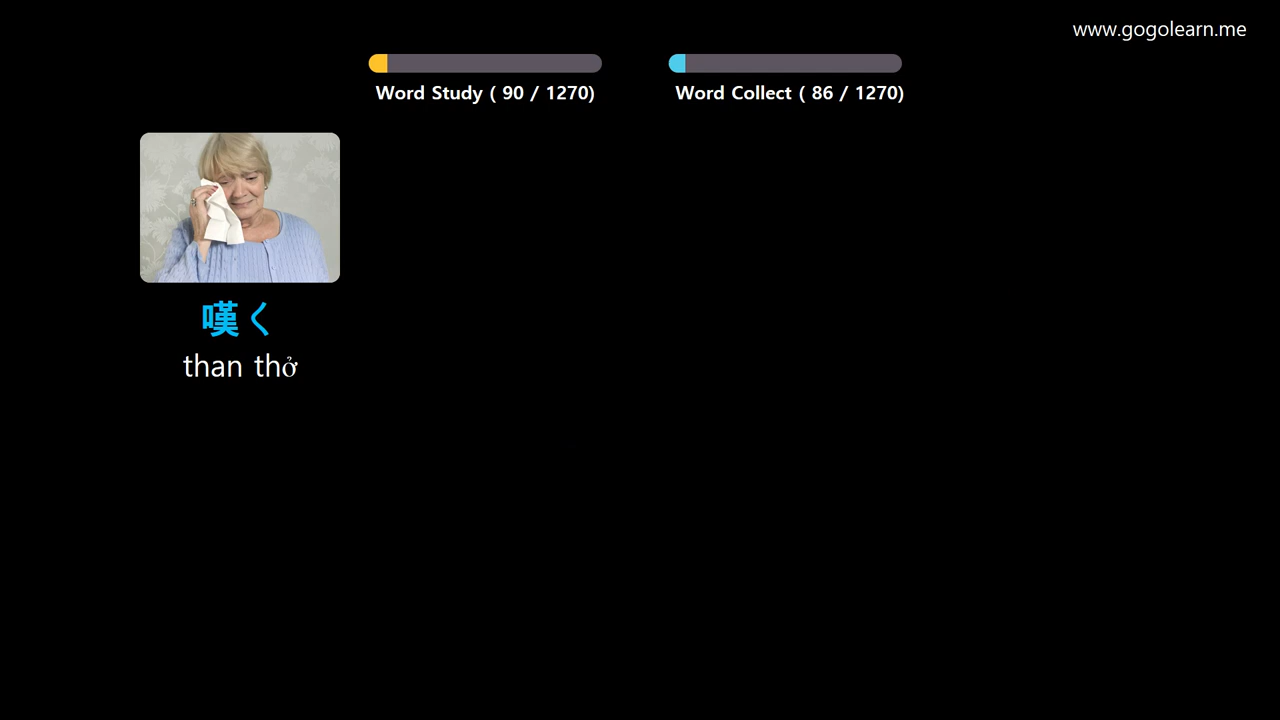 www.gogolearn.me
Word Study ( 90 / 1270)
Word Collect ( 86 / 1270)
嘆く
than thở